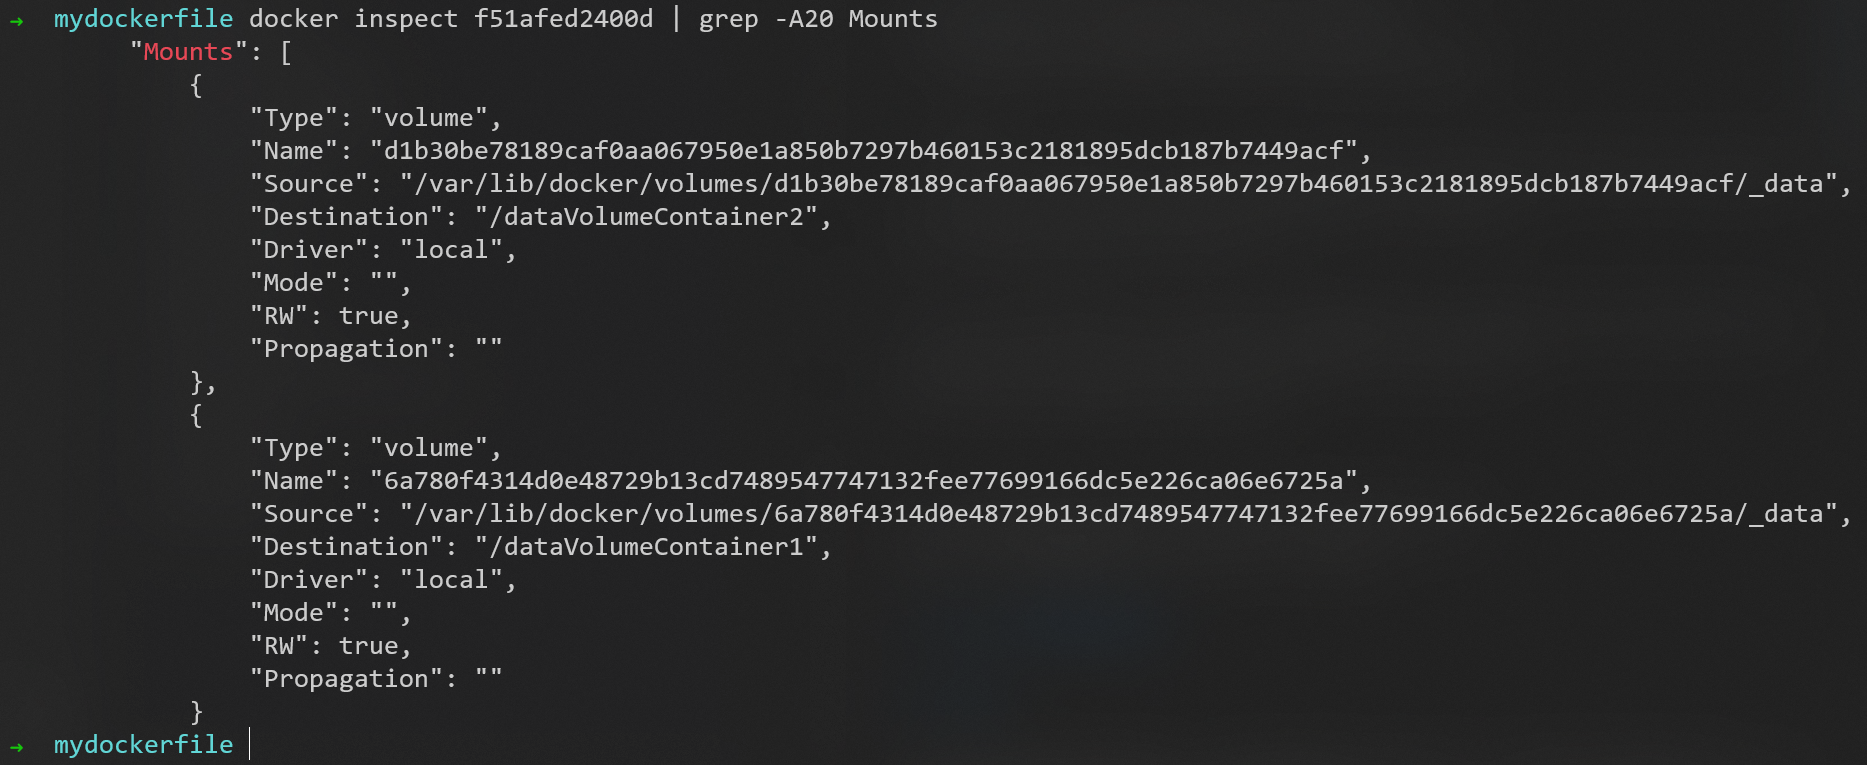 →  mydockerfile docker inspect f51afed2400d | grep -A20 Mounts
        "Mounts": [
            {
                "Type": "volume",
                "Name": "d1b30be78189caf0aa067950e1a850b7297b460153c2181895dcb187b7449acf",
                "Source": "/var/lib/docker/volumes/d1b30be78189caf0aa067950e1a850b7297b460153c2181895dcb187b7449acf/_data",
                "Destination": "/dataVolumeContainer2",
                "Driver": "local",
                "Mode": "",
                "RW": true,
                "Propagation": ""
            },
            {
                "Type": "volume",
                "Name": "6a780f4314d0e48729b13cd7489547747132fee77699166dc5e226ca06e6725a",
                "Source": "/var/lib/docker/volumes/6a780f4314d0e48729b13cd7489547747132fee77699166dc5e226ca06e6725a/_data",
                "Destination": "/dataVolumeContainer1",
                "Driver": "local",
                "Mode": "",
                "RW": true,
                "Propagation": ""
            }
→  mydockerfile